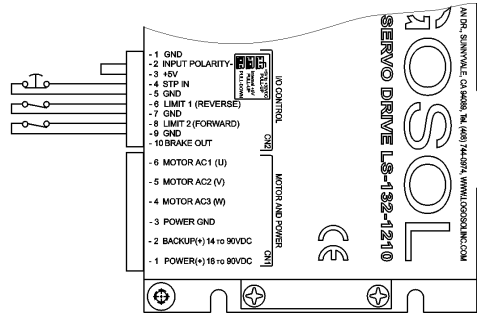 - 1 GND
- 2 INPUT POLARITY-
- 3 +5V
- 4 STP IN
- 5 GND
- 6 LIMIT 1 (REVERSE)
- 7 GND
- 8 LIMIT 2 (FORWARD)
- 9 GND
- 10 BRAKE OUT
I/O CONTROL
CN2
- 6 MOTOR AC1 (U)
- 5 MOTOR AC2 (V)
- 4 MOTOR AC3 (W)
- 3 POWER GND
- 2 BACKUP(+) 14 TO 90VDC
- 1 POWER(+) 18 TO 90VDC
MOTOR AND POWER
CN1
CE
SERVO DRIVE LS-132-1210
OGOSOL
AN DR., SUNNYVALE, CA 94089, Tel. (408) 744-0974, WWW.LOGOSOLINC.COM